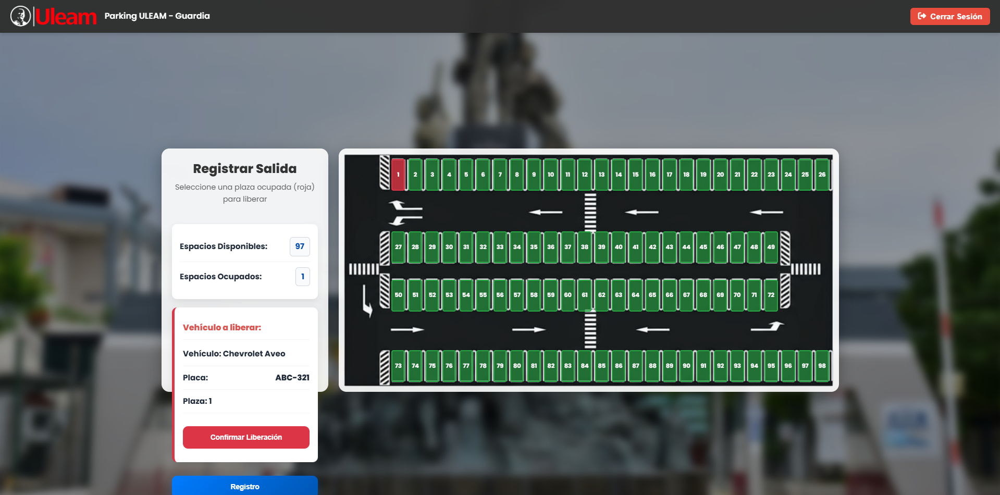 Uleam
Parking ULEAM - Guardia
Cerrar Sesión
Registrar Salida
Seleccione una plaza ocupada (roja)
para liberar
Espacios Disponibles: 97
Espacios Ocupados: 1
Vehículo a liberar:
Vehículo: Chevrolet Aveo
Placa: ABC-321
Plaza: 1
Confirmar Liberación
Registro
1 2 3 4 5 6 7 8 9 10 11 12 13 14 15 16 17 18 19 20 21 22 23 24 25 26
27 28 29 30 31 32 33 34 35 36 37 38 39 40 41 42 43 44 45 46 47 48 49
50 51 52 53 54 55 56 57 58 59 60 61 62 63 64 65 66 67 68 69 70 71 72
73 74 75 76 77 78 79 80 81 82 83 84 85 86 87 88 89 90 91 92 93 94 95 96 97 98